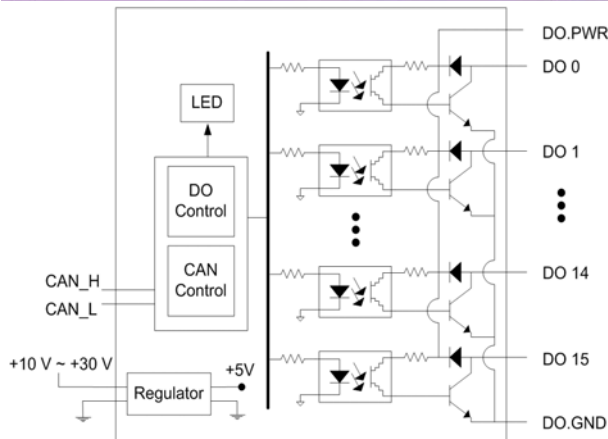 DO.PWR
DO 0
LED
DO 1
DO
Control
CAN
Control
CAN_H
CAN_L
DO 14
+10 V ~ +30 V
+5V
Regulator
DO 15
DO.GND